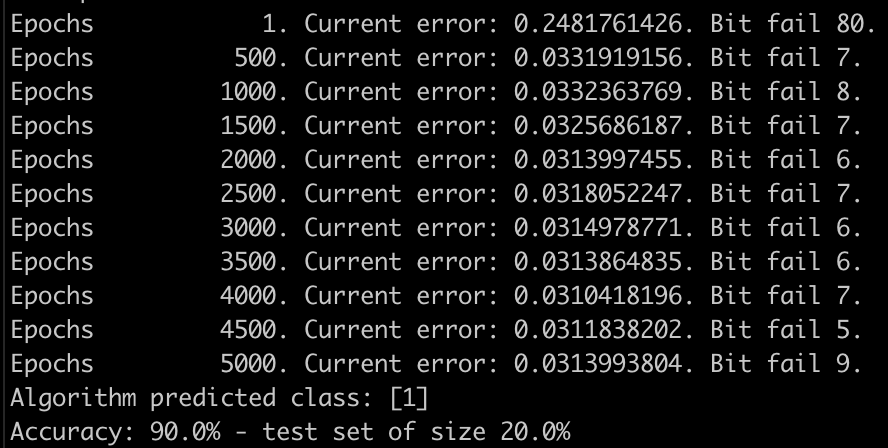 Epochs            1. Current error: 0.2481761426. Bit fail 80.
Epochs          500. Current error: 0.0331919156. Bit fail 7.
Epochs         1000. Current error: 0.0332363769. Bit fail 8.
Epochs         1500. Current error: 0.0325686187. Bit fail 7.
Epochs         2000. Current error: 0.0313997455. Bit fail 6.
Epochs         2500. Current error: 0.0318052247. Bit fail 7.
Epochs         3000. Current error: 0.0314978771. Bit fail 6.
Epochs         3500. Current error: 0.0313864835. Bit fail 6.
Epochs         4000. Current error: 0.0310418196. Bit fail 7.
Epochs         4500. Current error: 0.0311838202. Bit fail 5.
Epochs         5000. Current error: 0.0313993804. Bit fail 9.
Algorithm predicted class: [1]
Accuracy: 90.0% - test set of size 20.0%